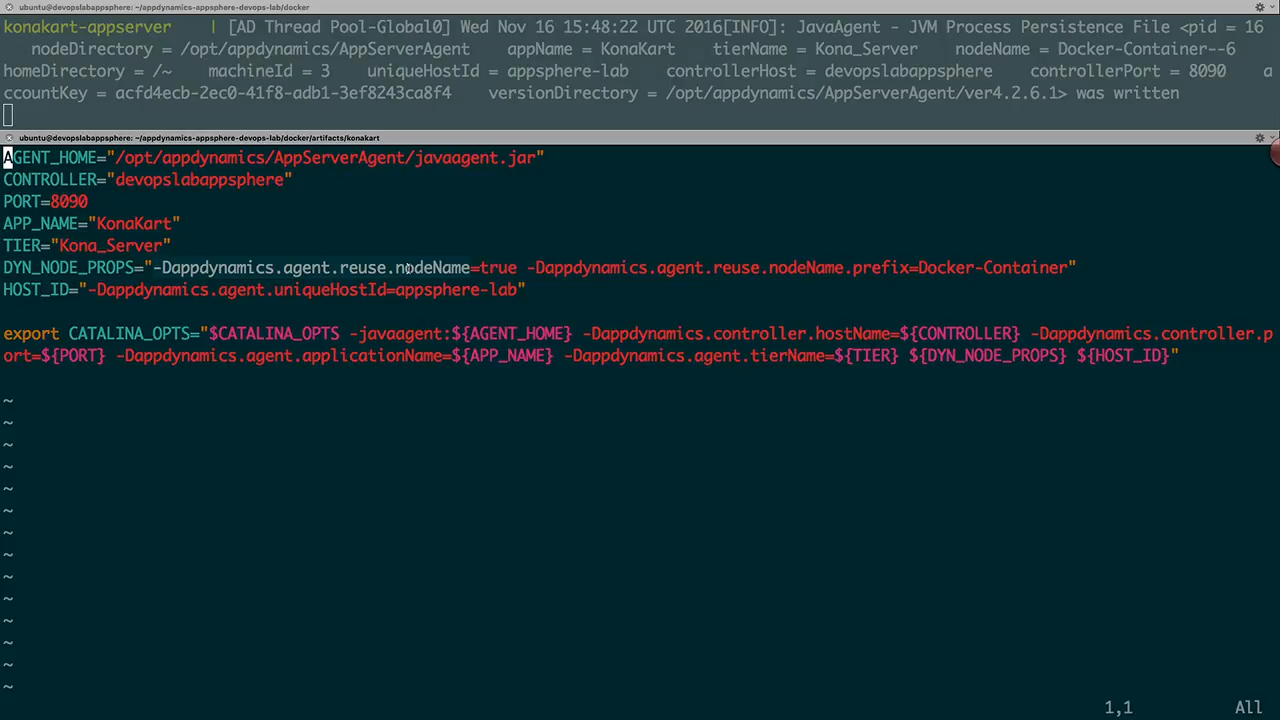 ubuntu@devopslabappsphere: ~/appdynamics-appsphere-devops-lab/docker
konakart-appserver    | [AD Thread Pool-Global0] Wed Nov 16 15:48:22 UTC 2016[INFO]: JavaAgent - JVM Process Persistence File <pid = 16
   nodeDirectory = /opt/appdynamics/AppServerAgent    appName = KonaKart    tierName = Kona_Server    nodeName = Docker-Container--6
homeDirectory = /~    machineId = 3    uniqueHostId = appsphere-lab    controllerHost = devopslabappsphere    controllerPort = 8090    a
ccountKey = acfd4ecb-2ec0-41f8-adb1-3ef8243ca8f4    versionDirectory = /opt/appdynamics/AppServerAgent/ver4.2.6.1> was written
ubuntu@devopslabappsphere: ~/appdynamics-appsphere-devops-lab/docker/artifacts/konakart
AGENT_HOME="/opt/appdynamics/AppServerAgent/javaagent.jar"
CONTROLLER="devopslabappsphere"
PORT=8090
APP_NAME="KonaKart"
TIER="Kona_Server"
DYN_NODE_PROPS="-Dappdynamics.agent.reuse.nodeName=true -Dappdynamics.agent.reuse.nodeName.prefix=Docker-Container"
HOST_ID="-Dappdynamics.agent.uniqueHostId=appsphere-lab"
export CATALINA_OPTS="$CATALINA_OPTS -javaagent:${AGENT_HOME} -Dappdynamics.controller.hostName=${CONTROLLER} -Dappdynamics.controller.p
ort=${PORT} -Dappdynamics.agent.applicationName=${APP_NAME} -Dappdynamics.agent.tierName=${TIER} ${DYN_NODE_PROPS} ${HOST_ID}"
~
~
~
~
~
~
~
~
~
~
~
~
~
~
1,1    All